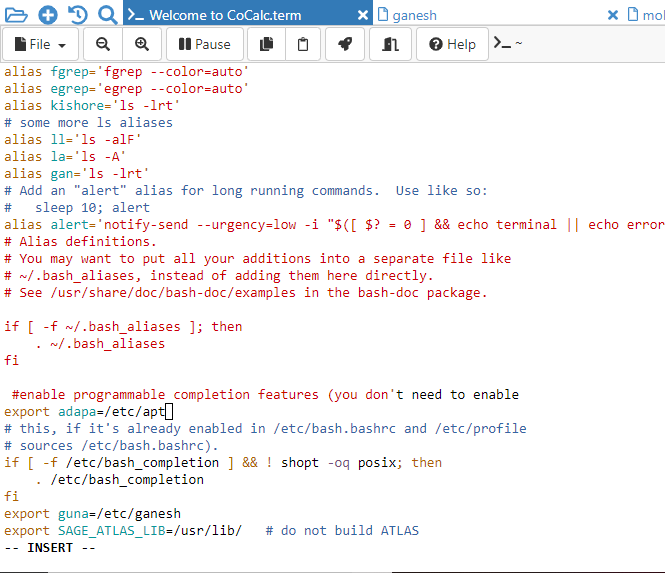 Welcome to CoCalc.term
ganesh
File
Pause
Help
~
alias fgrep='fgrep --color=auto'
alias egrep='egrep --color=auto'
alias kishore='ls -lrt'
# some more ls aliases
alias ll='ls -alF'
alias la='ls -A'
alias gan='ls -lrt'
# Add an "alert" alias for long running commands.  Use like so:
#   sleep 10; alert
alias alert='notify-send --urgency=low -i "$([ $? = 0 ] && echo terminal || echo error
# Alias definitions.
# You may want to put all your additions into a separate file like
# ~/.bash_aliases, instead of adding them here directly.
# See /usr/share/doc/bash-doc/examples in the bash-doc package.
if [ -f ~/.bash_aliases ]; then
    . ~/.bash_aliases
fi
 #enable programmable completion features (you don't need to enable
export adapa=/etc/apt
# this, if it's already enabled in /etc/bash.bashrc and /etc/profile
# sources /etc/bash.bashrc).
if [ -f /etc/bash_completion ] && ! shopt -oq posix; then
    . /etc/bash_completion
fi
export guna=/etc/ganesh
export SAGE_ATLAS_LIB=/usr/lib/   # do not build ATLAS
-- INSERT --